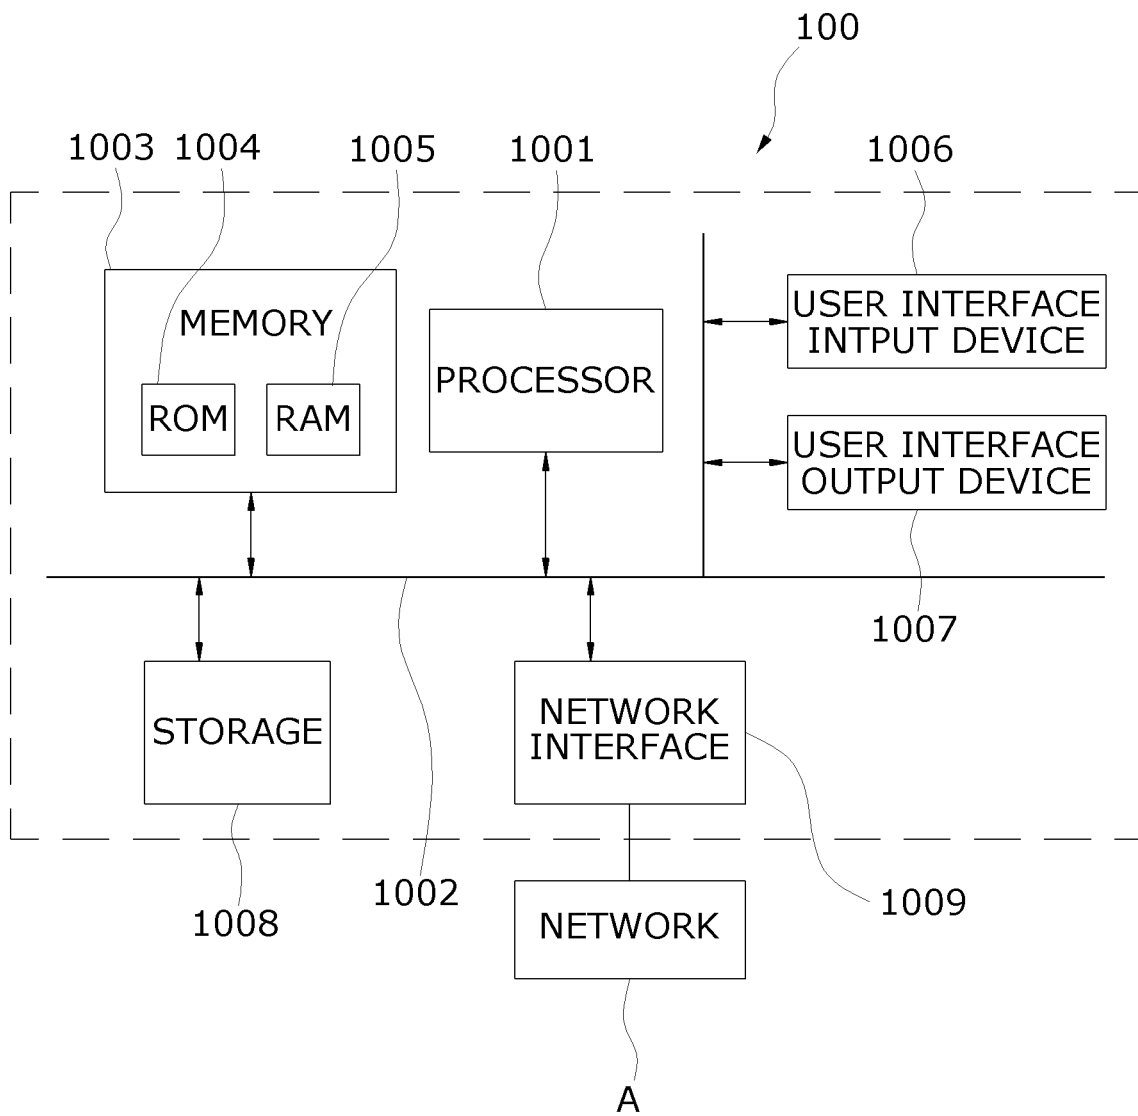 100
1003
1004
1005
1001
1006
MEMORY
ROM
RAM
PROCESSOR
USER INTERFACE
INTPUT DEVICE
USER INTERFACE
OUTPUT DEVICE
1007
STORAGE
NETWORK
INTERFACE
1002
1009
1008
NETWORK
A